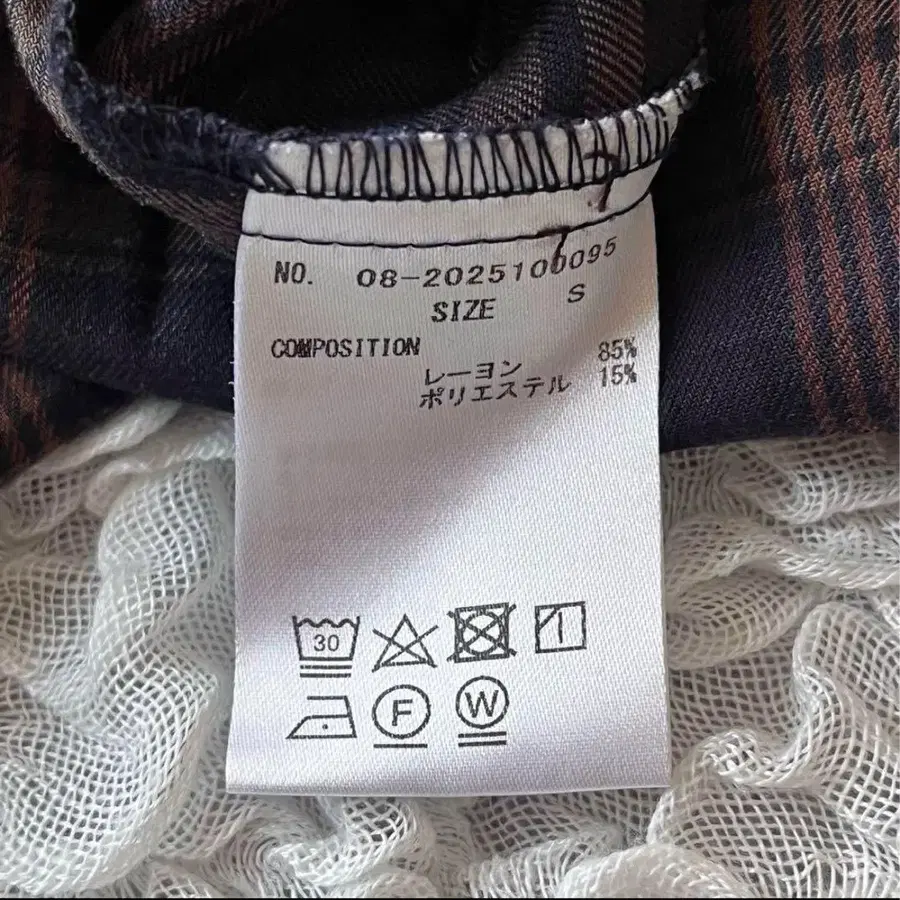 NO. 08-2025100095
SIZE S
COMPOSITION
レーヨン 85%
ポリエステル 15%
30
F W